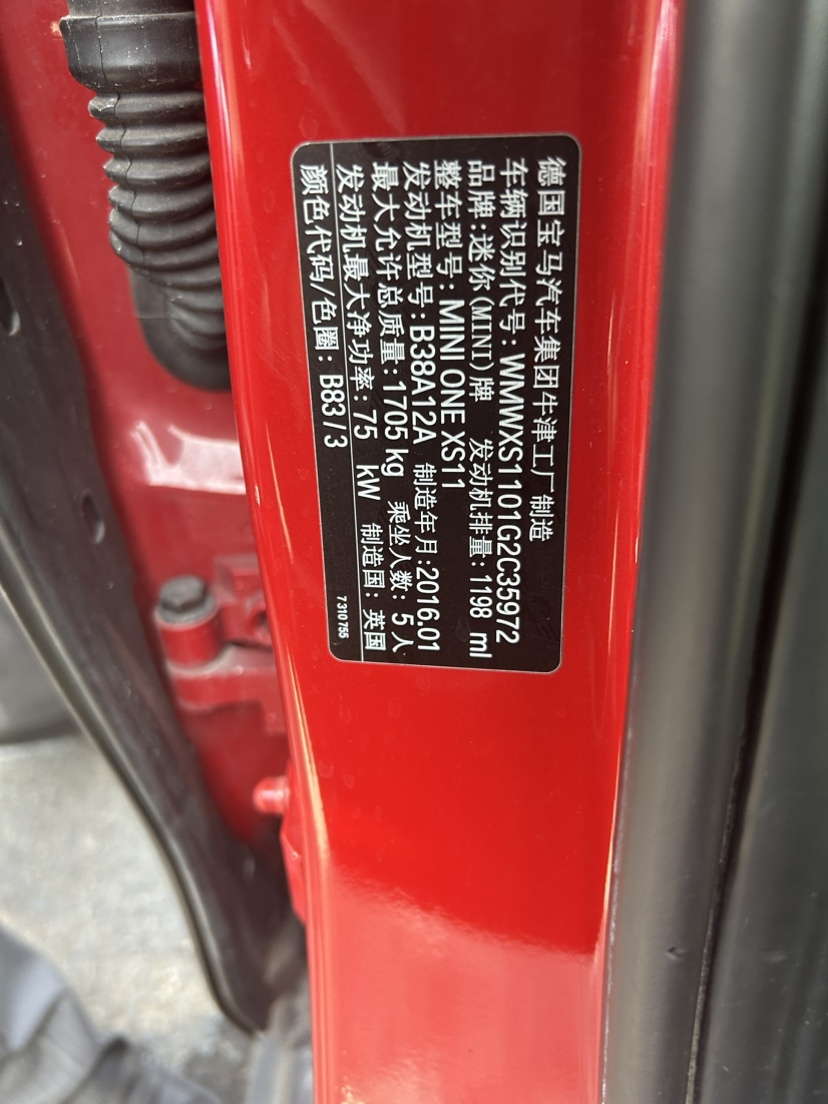 德国宝马汽车集团牛津工厂 制造
车辆识别代号: WMWXS1101G2C35972
品牌:迷你(MINI)牌 发动机排量: 1198 ml
整车型号: MINI ONE XS11
发动机型号: B38A12A 制造年月:2016.01
最大允许总质量: 1705 kg 乘坐人数: 5 人
发动机最大净功率: 75 kW 制造国: 英国
颜色代码/色圈: B83/3 7 310 755